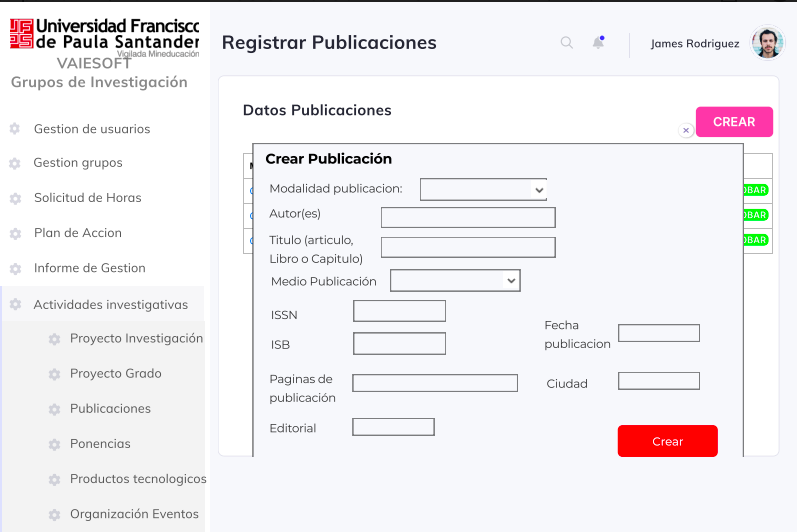 Universidad Francisco
de Paula Santander
Vigilada Mineducación
VAIESOFT
Grupos de Investigación
Gestion de usuarios
Gestion grupos
Solicitud de Horas
Plan de Accion
Informe de Gestion
Actividades investigativas
Proyecto Investigación
Proyecto Grado
Publicaciones
Ponencias
Productos tecnologicos
Organización Eventos
Registrar Publicaciones
James Rodriguez
Datos Publicaciones
CREAR
Crear Publicación
Modalidad publicacion:
Autor(es)
Titulo (articulo,
Libro o Capitulo)
Medio Publicación
ISSN
ISB
Fecha
publicacion
Paginas de
publicación
Ciudad
Editorial
Crear
BAR
BAR
BAR